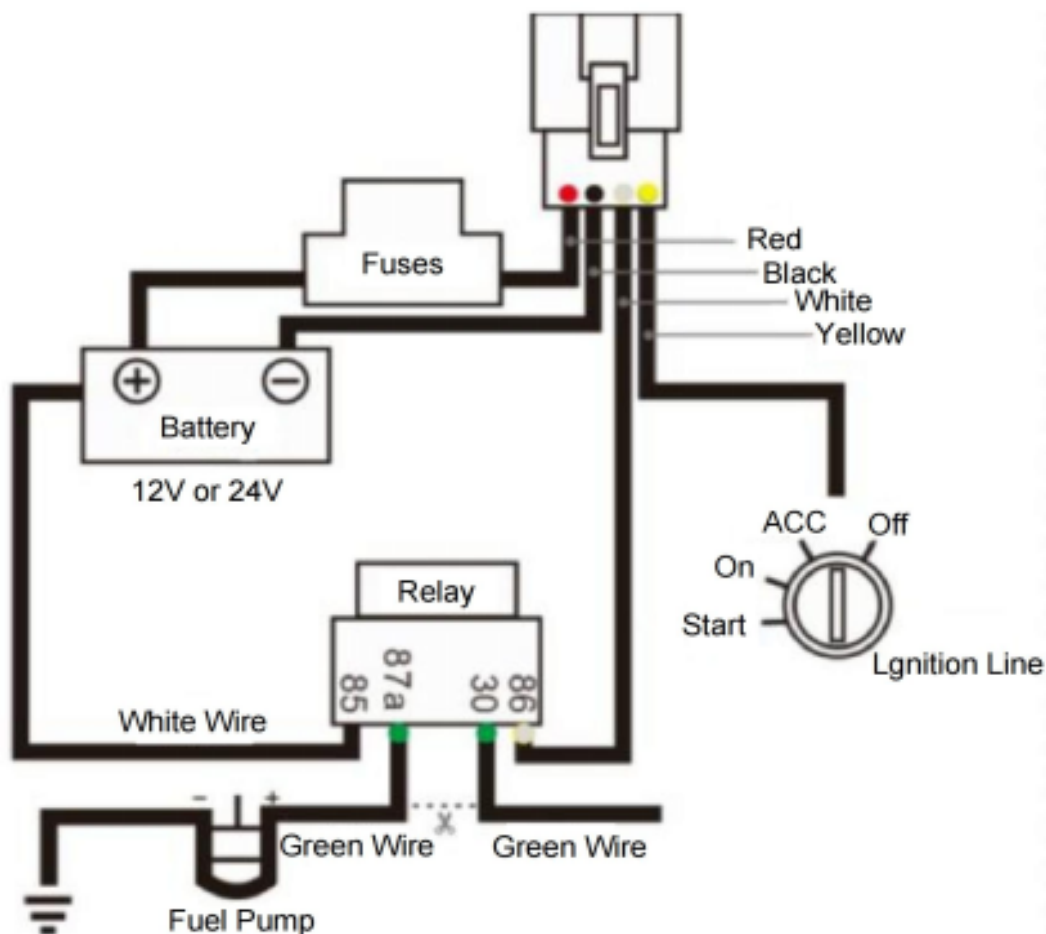 Red
Black
White
Yellow
Fuses
Battery
12V or 24V
ACC
Off
On
Start
Lgnition Line
Relay
85
87a
30
86
White Wire
- +
Green Wire
Green Wire
Fuel Pump